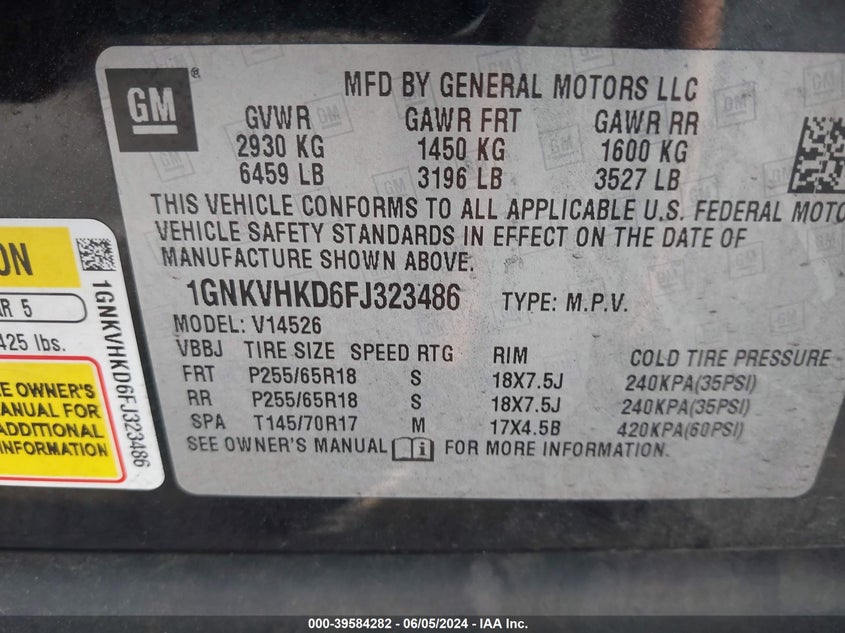 GM
®
MFD BY GENERAL MOTORS LLC
GVWR GAWR FRT GAWR RR
2930 KG 1450 KG 1600 KG
6459 LB 3196 LB 3527 LB
THIS VEHICLE CONFORMS TO ALL APPLICABLE U.S. FEDERAL MOTO
VEHICLE SAFETY STANDARDS IN EFFECT ON THE DATE OF
MANUFACTURE SHOWN ABOVE.
1GNKVHKD6FJ323486 TYPE: M.P.V.
MODEL: V14526
VBBJ TIRE SIZE SPEED RTG RIM COLD TIRE PRESSURE
FRT P255/65R18 S 18X7.5J 240KPA(35PSI)
RR P255/65R18 S 18X7.5J 240KPA(35PSI)
SPA T145/70R17 M 17X4.5B 420KPA(60PSI)
SEE OWNER'S MANUAL i FOR MORE INFORMATION.
ON
AR 5
425 lbs.
E OWNER'S
ANUAL FOR
ADDITIONAL
INFORMATION
1GNKVHKD6FJ323486
000-39584282 - 06/05/2024 - IAA Inc.